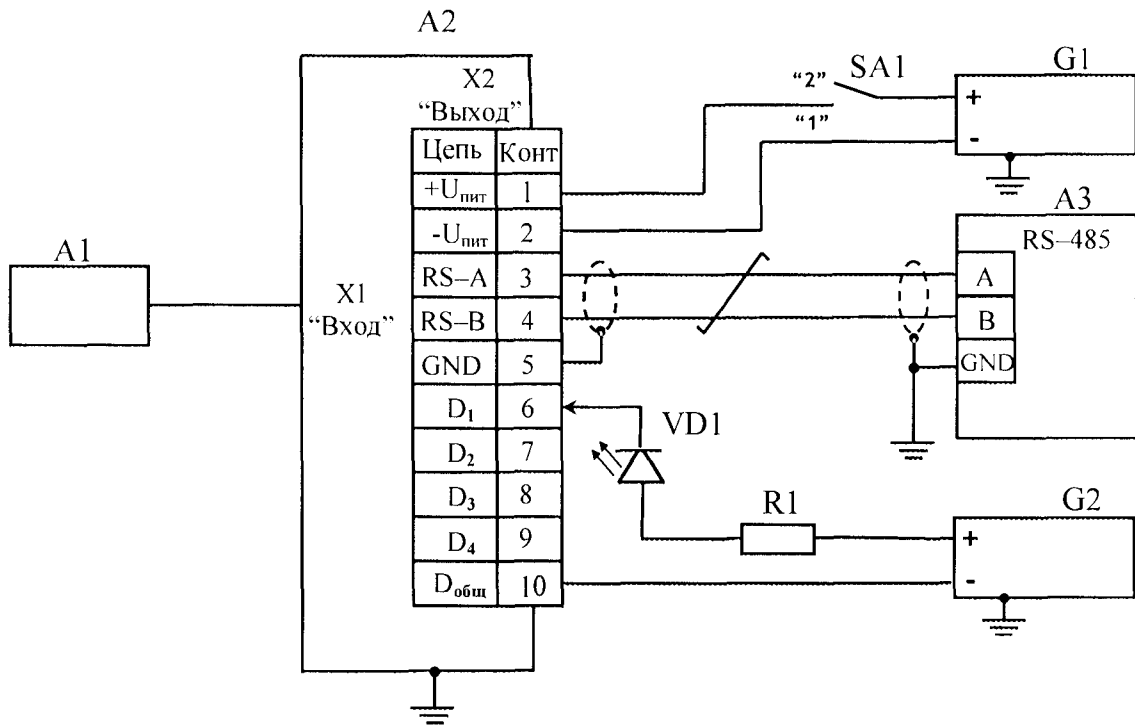 A2
X2
“Выход”
Цепь Конт
+Uпит 1
-Uпит 2
RS–A 3
RS–B 4
GND 5
D1 6
D2 7
D3 8
D4 9
Dобщ 10
A1
X1
“Вход”
“2”
SA1
“1”
G1
+
-
A3
RS–485
A
B
GND
VD1
R1
G2
+
-